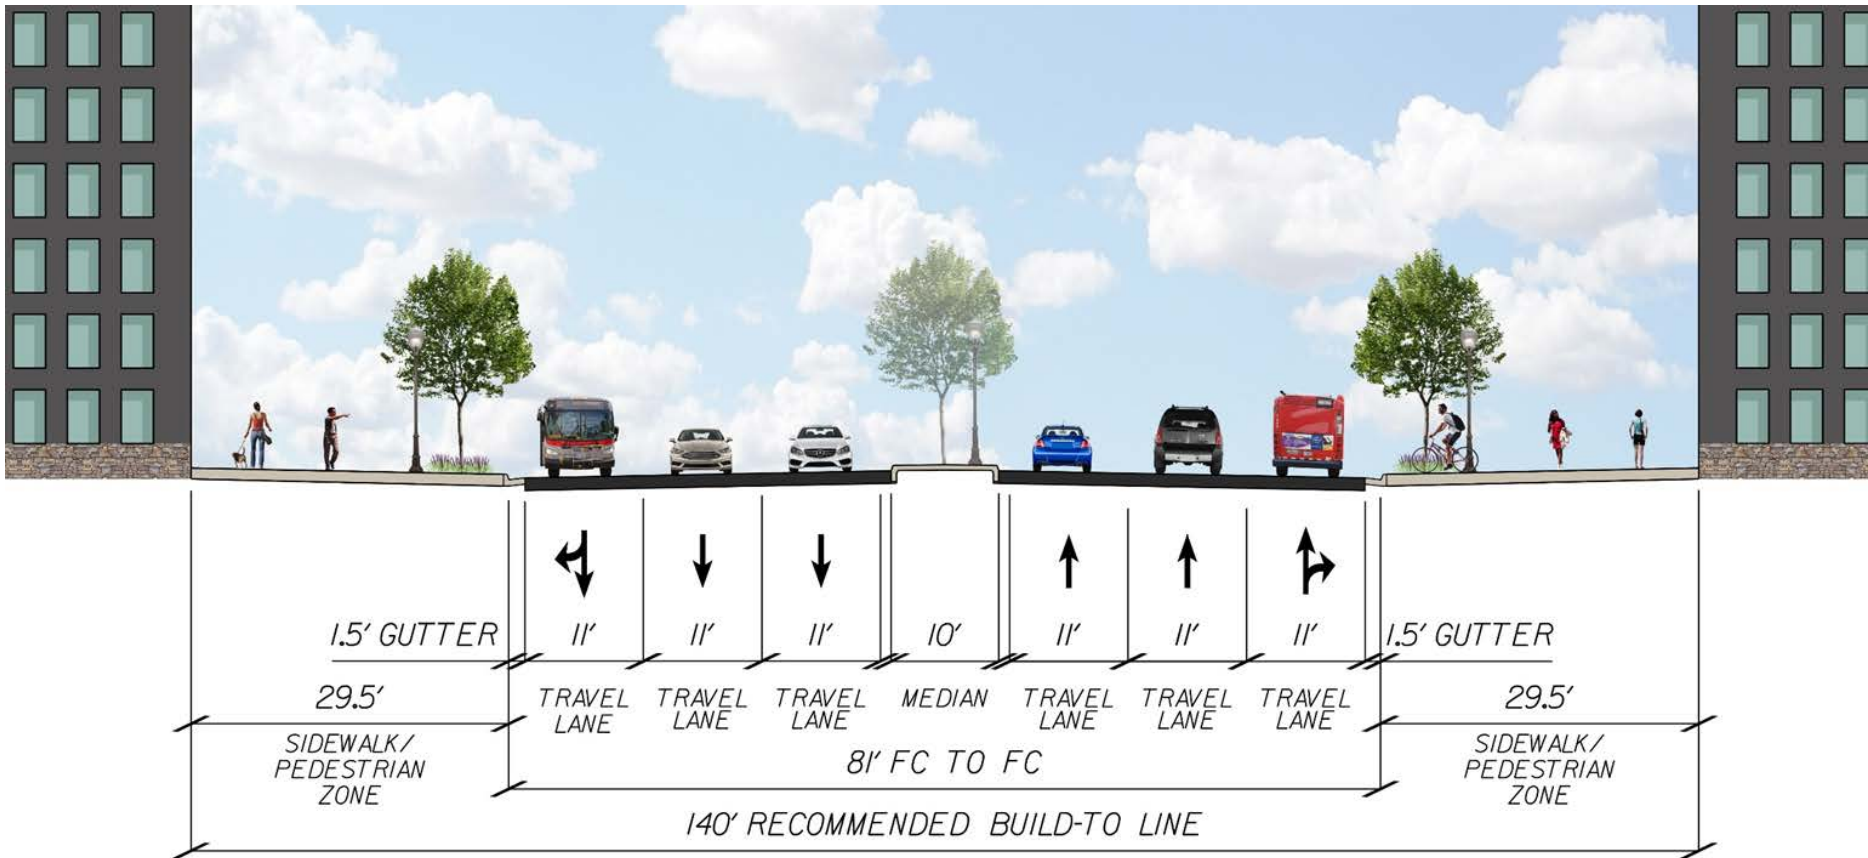 1.5' GUTTER
11'
11'
11'
10'
11'
11'
11'
1.5' GUTTER
29.5'
TRAVEL
LANE
TRAVEL
LANE
TRAVEL
LANE
MEDIAN
TRAVEL
LANE
TRAVEL
LANE
TRAVEL
LANE
29.5'
SIDEWALK/
PEDESTRIAN
ZONE
81' FC TO FC
SIDEWALK/
PEDESTRIAN
ZONE
140' RECOMMENDED BUILD-TO LINE